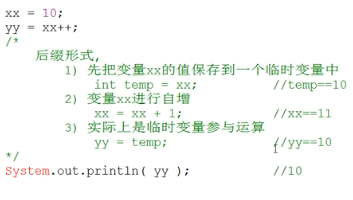 xx = 10;
yy = xx++;
/*
后缀形式,
1) 先把变量xx的值保存到一个临时变量中
int temp = xx; //temp==10
2) 变量xx进行自增
xx = xx + 1; //xx==11
3) 实际上是临时变量参与运算
yy = temp; //yy==10
*/
System.out.println( yy ); //10